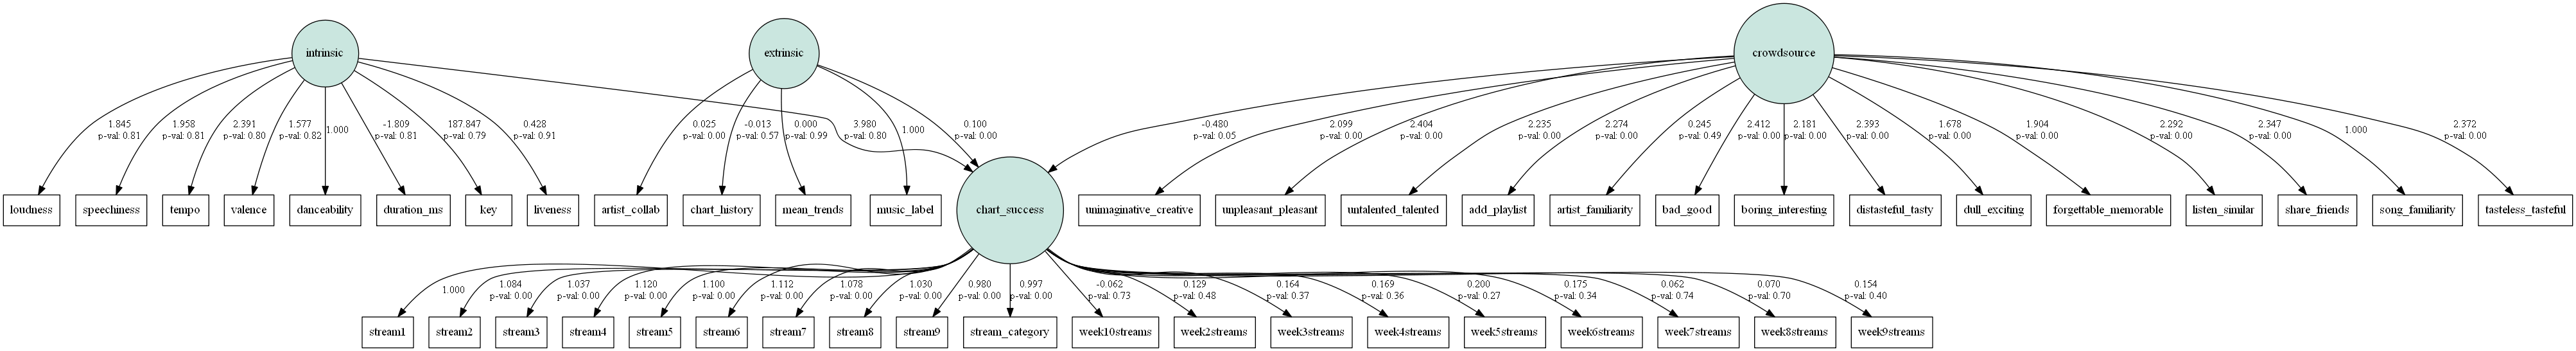 intrinsic
extrinsic
crowdsource
1.845
p-val: 0.81
1.958
p-val: 0.81
2.391
p-val: 0.80
1.577
p-val: 0.82
1.000
-1.809
p-val: 0.81
187.847
p-val: 0.79
0.428
p-val: 0.91
0.025
p-val: 0.00
-0.013
p-val: 0.57
0.000
p-val: 0.99
3.980
p-val: 0.80
1.000
0.100
p-val: 0.00
-0.480
p-val: 0.05
2.099
p-val: 0.00
2.404
p-val: 0.00
2.235
p-val: 0.00
2.274
p-val: 0.00
0.245
p-val: 0.49
2.412
p-val: 0.00
2.181
p-val: 0.00
2.393
p-val: 0.00
1.678
p-val: 0.00
1.904
p-val: 0.00
2.292
p-val: 0.00
2.347
p-val: 0.00
1.000
2.372
p-val: 0.00
loudness
speechiness
tempo
valence
danceability
duration_ms
key
liveness
artist_collab
chart_history
mean_trends
music_label
chart_success
unimaginative_creative
unpleasant_pleasant
untalented_talented
add_playlist
artist_familiarity
bad_good
boring_interesting
distasteful_tasty
dull_exciting
forgettable_memorable
listen_similar
share_friends
song_familiarity
tasteless_tasteful
1.000
1.084
p-val: 0.00
1.037
p-val: 0.00
1.120
p-val: 0.00
1.100
p-val: 0.00
1.112
p-val: 0.00
1.078
p-val: 0.00
1.030
p-val: 0.00
0.980
p-val: 0.00
0.997
p-val: 0.00
-0.062
p-val: 0.73
0.129
p-val: 0.48
0.164
p-val: 0.37
0.169
p-val: 0.36
0.200
p-val: 0.27
0.175
p-val: 0.34
0.062
p-val: 0.74
0.070
p-val: 0.70
0.154
p-val: 0.40
stream1
stream2
stream3
stream4
stream5
stream6
stream7
stream8
stream9
stream_category
week10streams
week2streams
week3streams
week4streams
week5streams
week6streams
week7streams
week8streams
week9streams